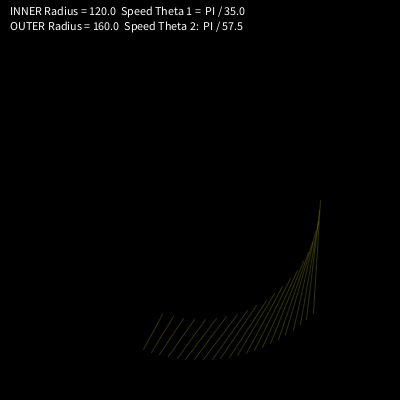 INNER Radius = 120.0  Speed Theta 1 =  PI / 35.0
OUTER Radius = 160.0  Speed Theta 2:  PI / 57.5